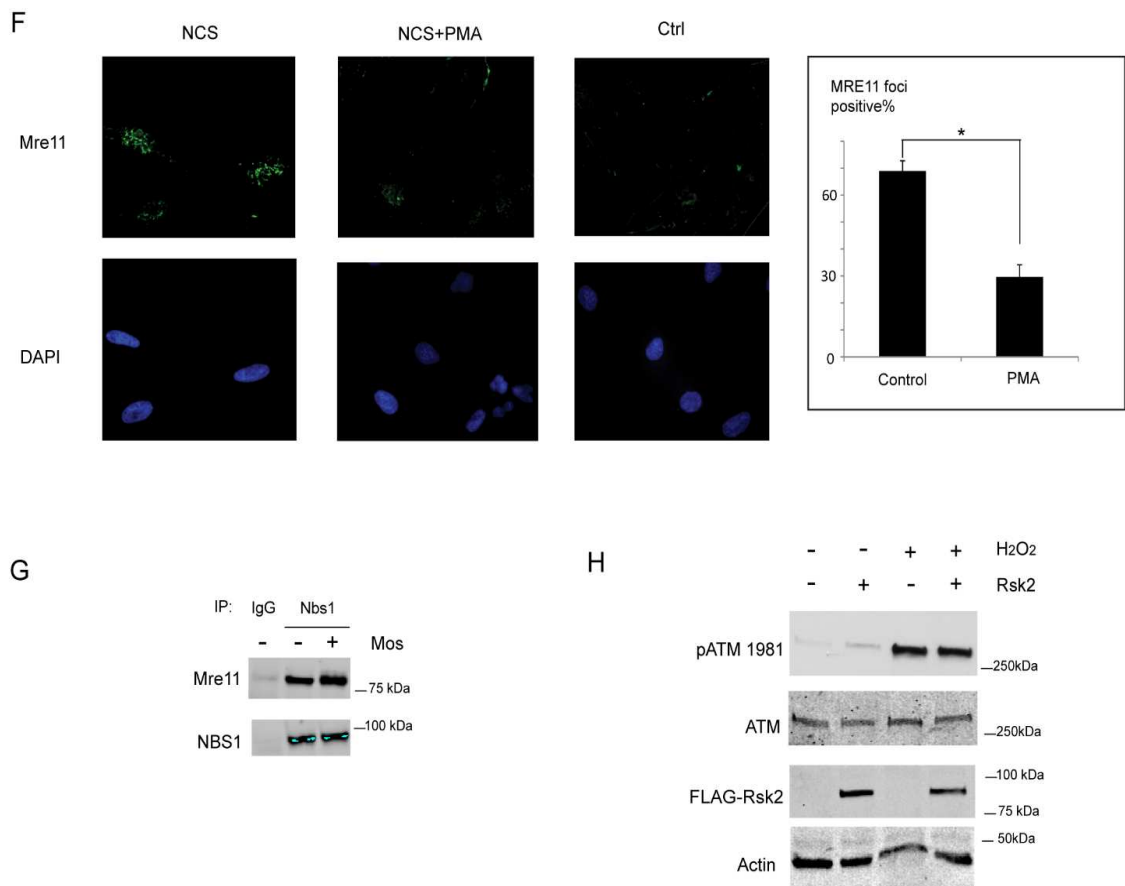 F
NCS NCS+PMA Ctrl
Mre11
DAPI
MRE11 foci
positive%
*
60
30
0
Control PMA
G
IP: IgG Nbs1
- - + Mos
Mre11
75 kDa
NBS1
100 kDa
H
- - + + H₂O₂
- + - + Rsk2
pATM 1981
250kDa
ATM
250kDa
FLAG-Rsk2
100 kDa
75 kDa
Actin
50kDa